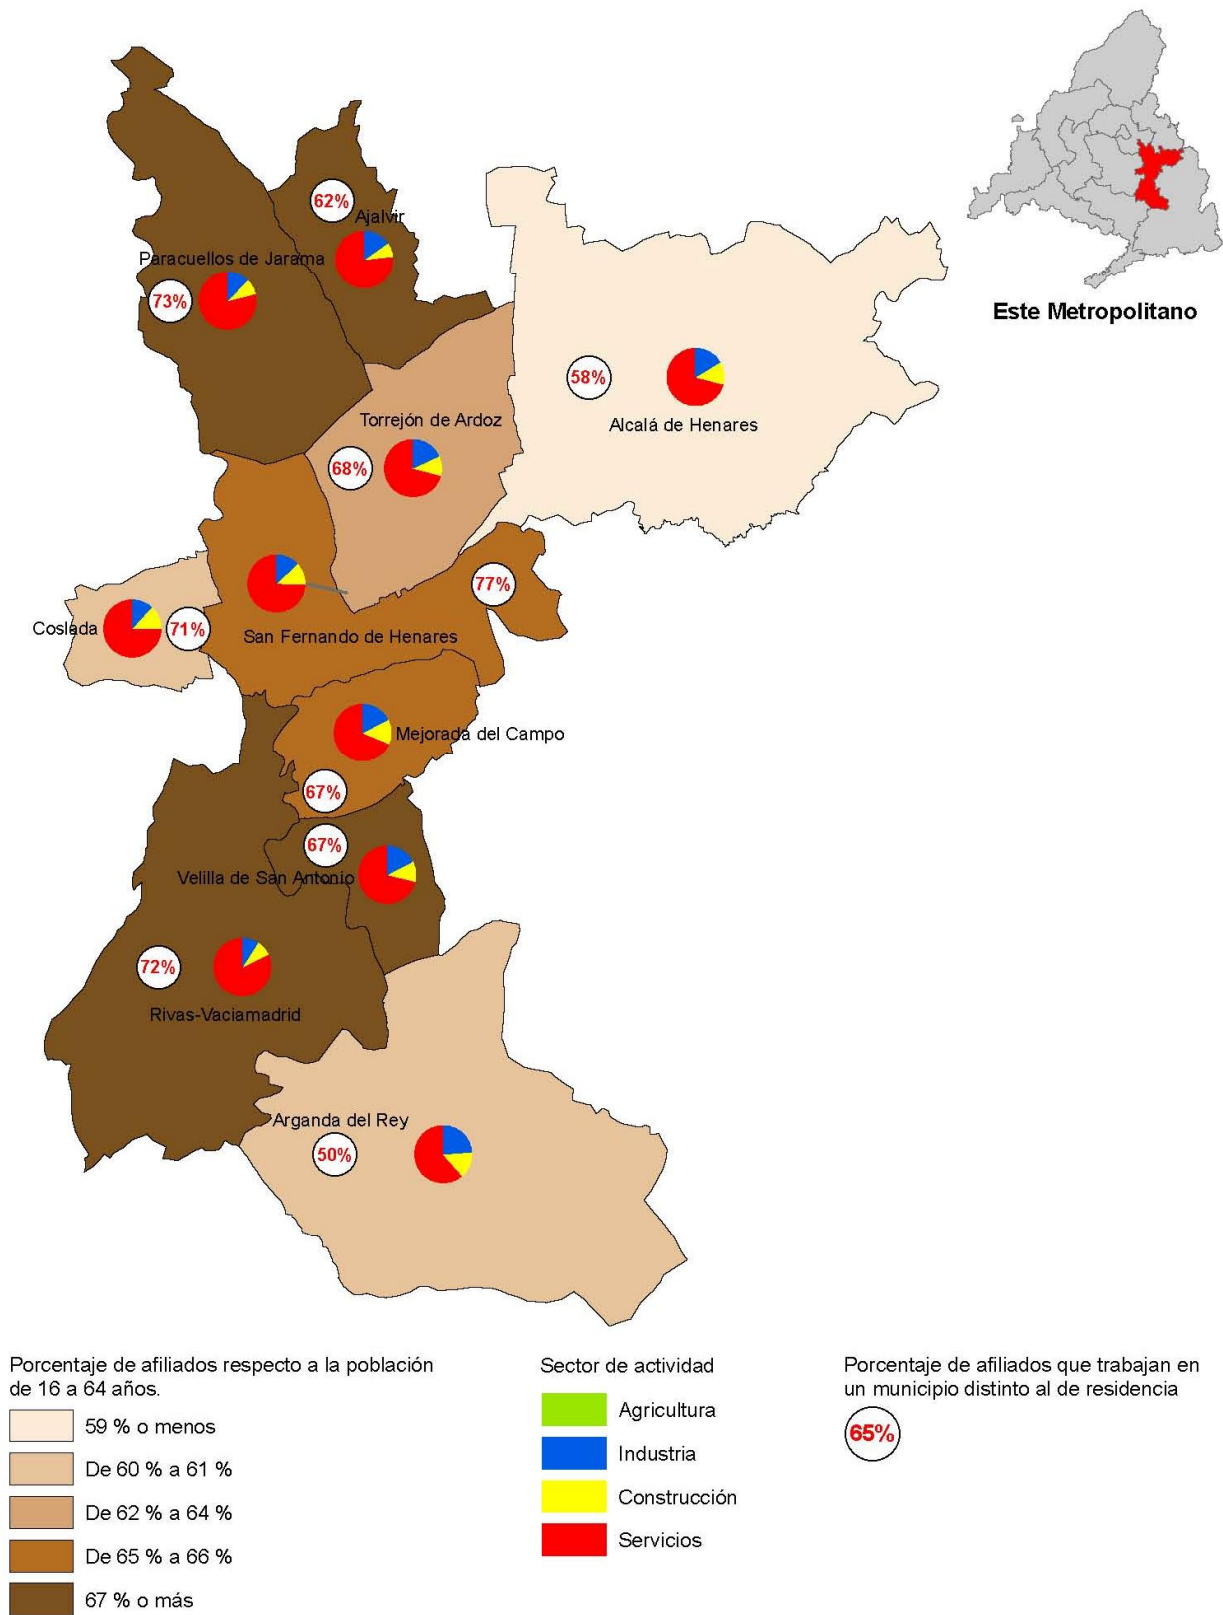 Este Metropolitano
62%
Ajalvir
Paracuellos de Jarama
73%
58%
Alcalá de Henares
Torrejón de Ardoz
68%
77%
Coslada
71%
San Fernando de Henares
Mejorada del Campo
67%
67%
Velilla de San Antonio
72%
Rivas-Vaciamadrid
Arganda del Rey
50%
Porcentaje de afiliados respecto a la población
de 16 a 64 años.
59 % o menos
De 60 % a 61 %
De 62 % a 64 %
De 65 % a 66 %
67 % o más
Sector de actividad
Agricultura
Industria
Construcción
Servicios
Porcentaje de afiliados que trabajan en
un municipio distinto al de residencia
65%